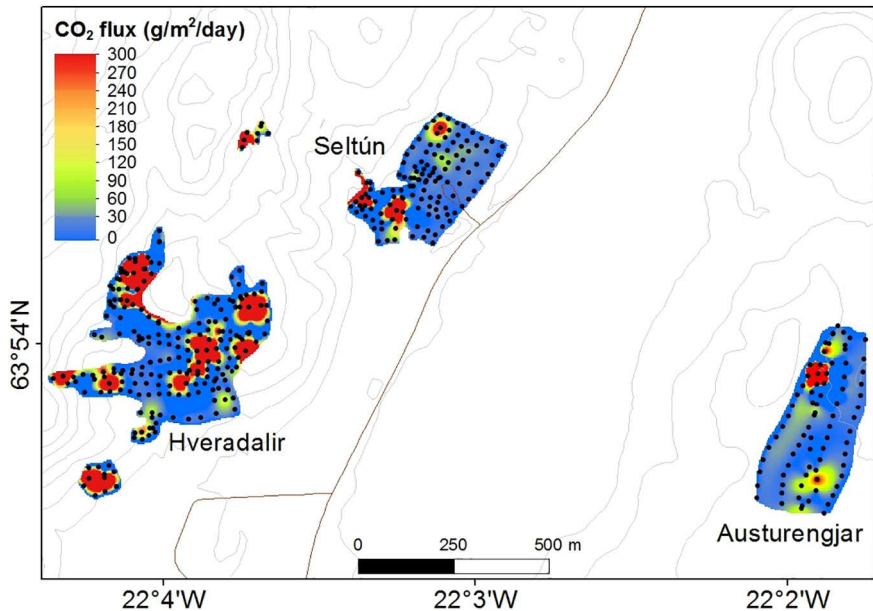 CO₂ flux (g/m²/day)
300
270
240
210
180
150
120
90
60
30
0
Seltún
63°54'N
Hveradalir
Austurengjar
0 250 500 m
22°4'W 22°3'W 22°2'W